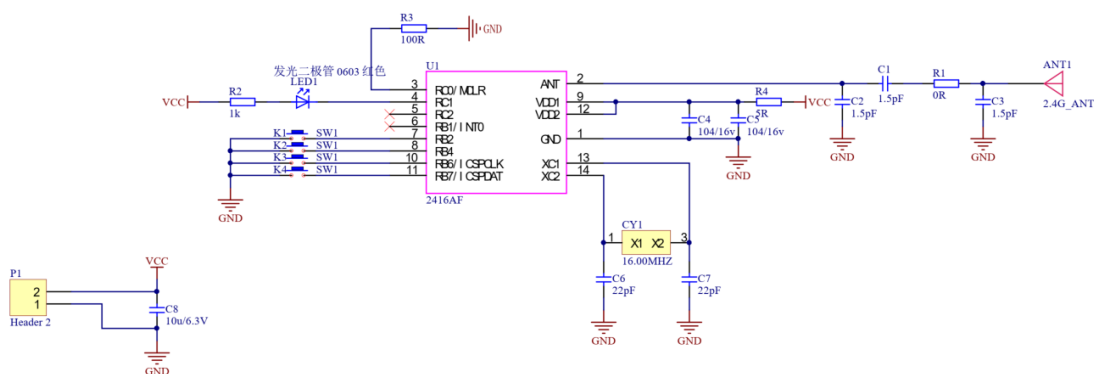 R3
100R
GND
发光二极管 0603 红色
LED1
VCC
R2
1k
U1
3
4
5
6
7
8
10
11
RC0/MDLR
RC1
RC2
RB1/INT0
RB2
RB4
RB6/ICSPCLK
RB7/ICSPDAT
2416AF
ANT
VDD1
VDD2
GND
XC1
XC2
2
9
12
1
13
14
K1
SW1
K2
SW1
K3
SW1
K4
SW1
GND
C4
104/16v
C5
104/16v
R4
5R
VCC
GND
C1
1.5pF
R1
0R
C2
1.5pF
GND
C3
1.5pF
GND
ANT1
2.4G_ANT
CY1
1
X1 X2
3
16.00MHZ
C6
22pF
GND
C7
22pF
GND
P1
2
1
Header 2
VCC
C8
10u/6.3V
GND